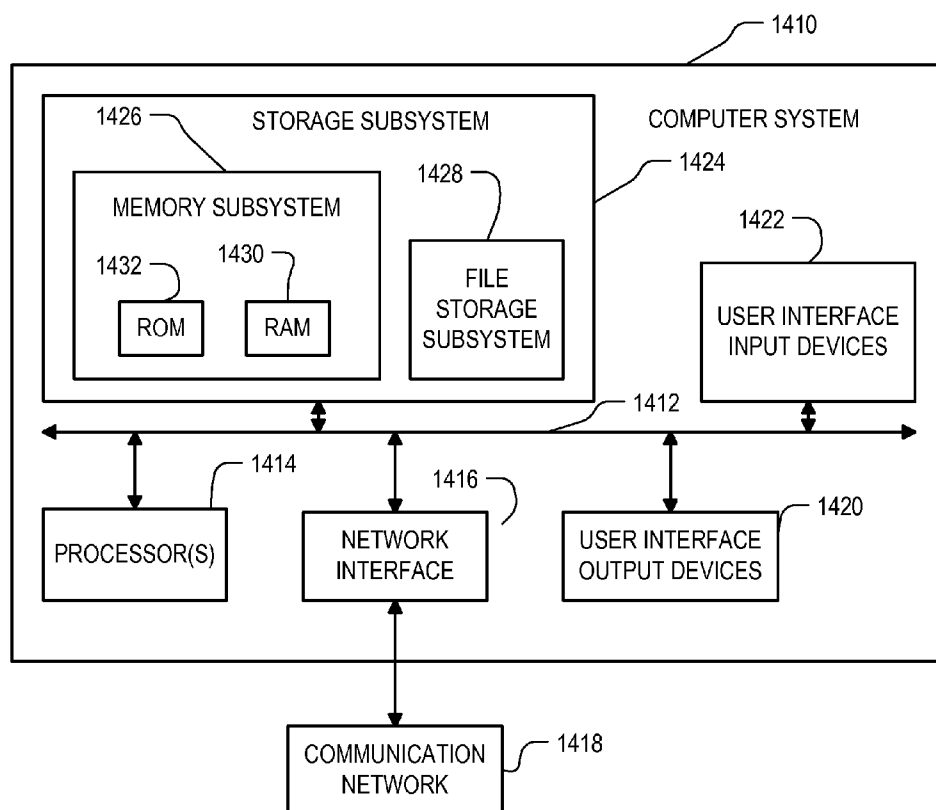 1410
STORAGE SUBSYSTEM
COMPUTER SYSTEM
1426
1424
1428
MEMORY SUBSYSTEM
1422
1432
1430
FILE
STORAGE
SUBSYSTEM
ROM
RAM
USER INTERFACE
INPUT DEVICES
1412
1414
1416
1420
PROCESSOR(S)
NETWORK
INTERFACE
USER INTERFACE
OUTPUT DEVICES
COMMUNICATION
NETWORK
1418